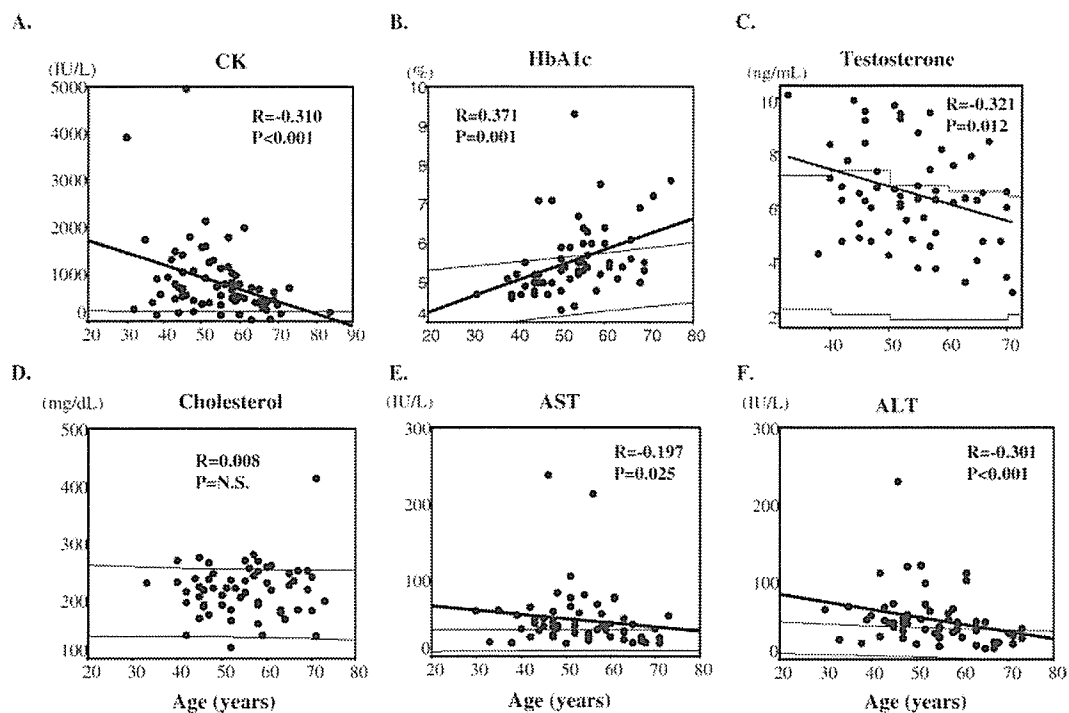 A.
CK
(IU/L)
5000
4000
3000
2000
1000
0
20 30 40 50 60 70 80 90
R=-0.310
P<0.001
B.
HbA1c
(%)
10
9
8
7
6
5
4
20 30 40 50 60 70 80
R=0.371
P=0.001
C.
Testosterone
(ng/mL)
10
8
6
4
2
40 50 60 70
R=-0.321
P=0.012
D.
Cholesterol
(mg/dL)
500
400
300
200
100
20 30 40 50 60 70 80
Age (years)
R=0.008
P=N.S.
E.
AST
(IU/L)
300
200
100
0
20 30 40 50 60 70 80
Age (years)
R=-0.197
P=0.025
F.
ALT
(IU/L)
300
200
100
0
20 30 40 50 60 70 80
Age (years)
R=-0.301
P<0.001